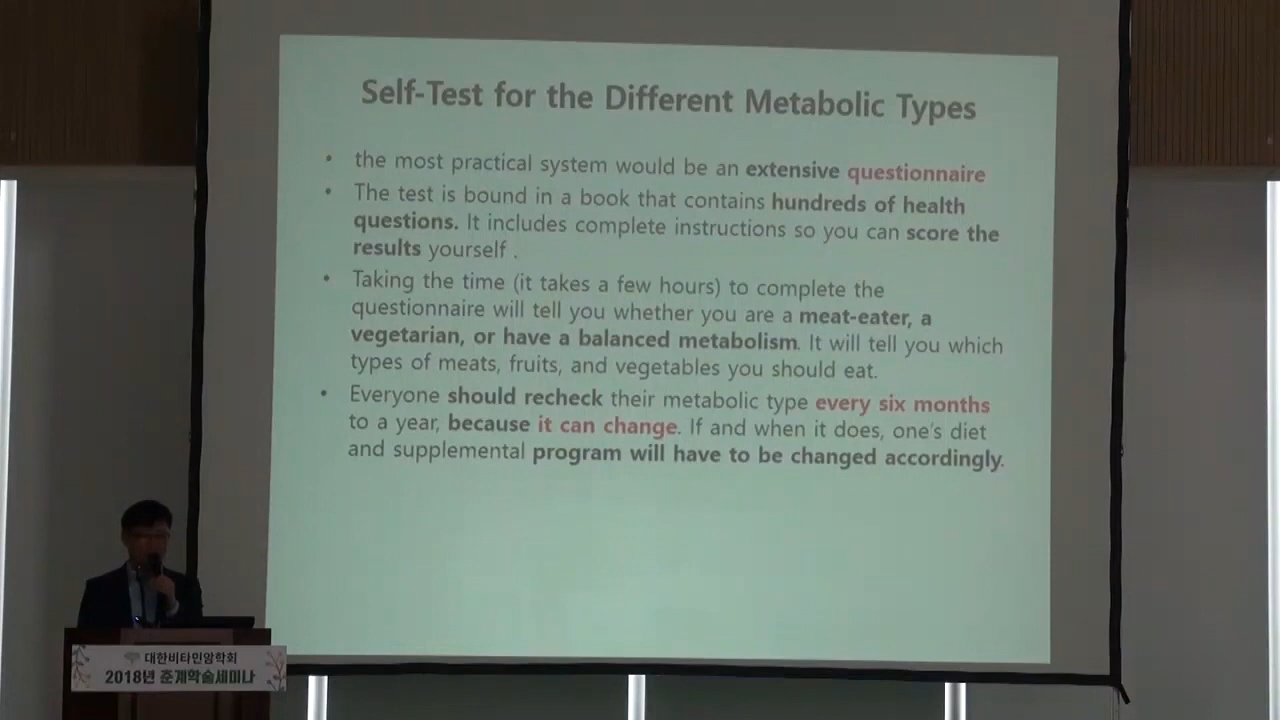 Self-Test for the Different Metabolic Types
• the most practical system would be an extensive questionnaire
• The test is bound in a book that contains hundreds of health
questions. It includes complete instructions so you can score the
results yourself .
• Taking the time (it takes a few hours) to complete the
questionnaire will tell you whether you are a meat-eater, a
vegetarian, or have a balanced metabolism. It will tell you which
types of meats, fruits, and vegetables you should eat.
• Everyone should recheck their metabolic type every six months
to a year, because it can change. If and when it does, one's diet
and supplemental program will have to be changed accordingly.
대한비타민암학회
2018년 춘계학술세미나